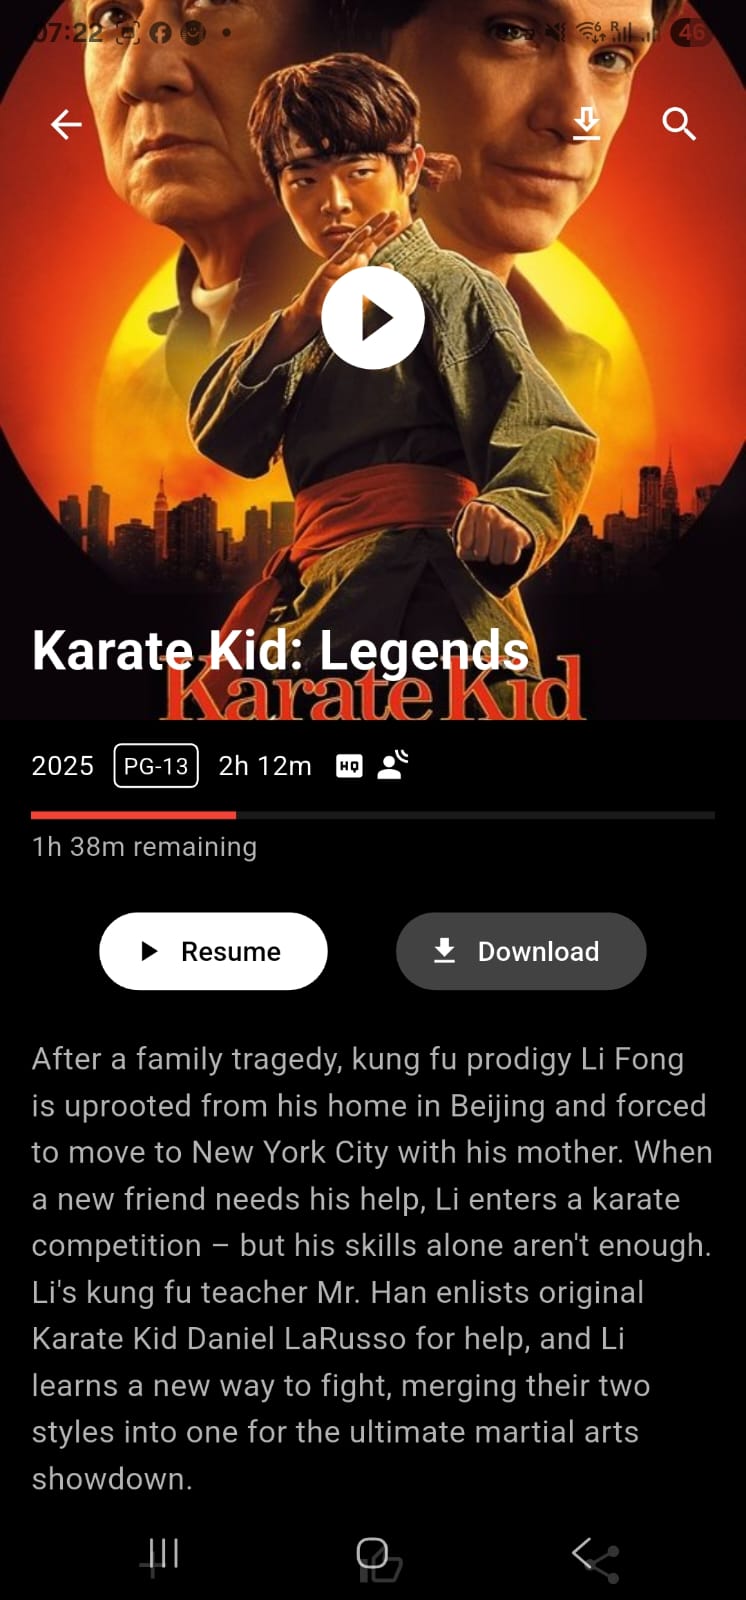 07:22
46
Karate Kid: Legends
Karate Kid
2025 PG-13 2h 12m HQ
1h 38m remaining
Resume Download
After a family tragedy, kung fu prodigy Li Fong
is uprooted from his home in Beijing and forced
to move to New York City with his mother. When
a new friend needs his help, Li enters a karate
competition – but his skills alone aren't enough.
Li's kung fu teacher Mr. Han enlists original
Karate Kid Daniel LaRusso for help, and Li
learns a new way to fight, merging their two
styles into one for the ultimate martial arts
showdown.